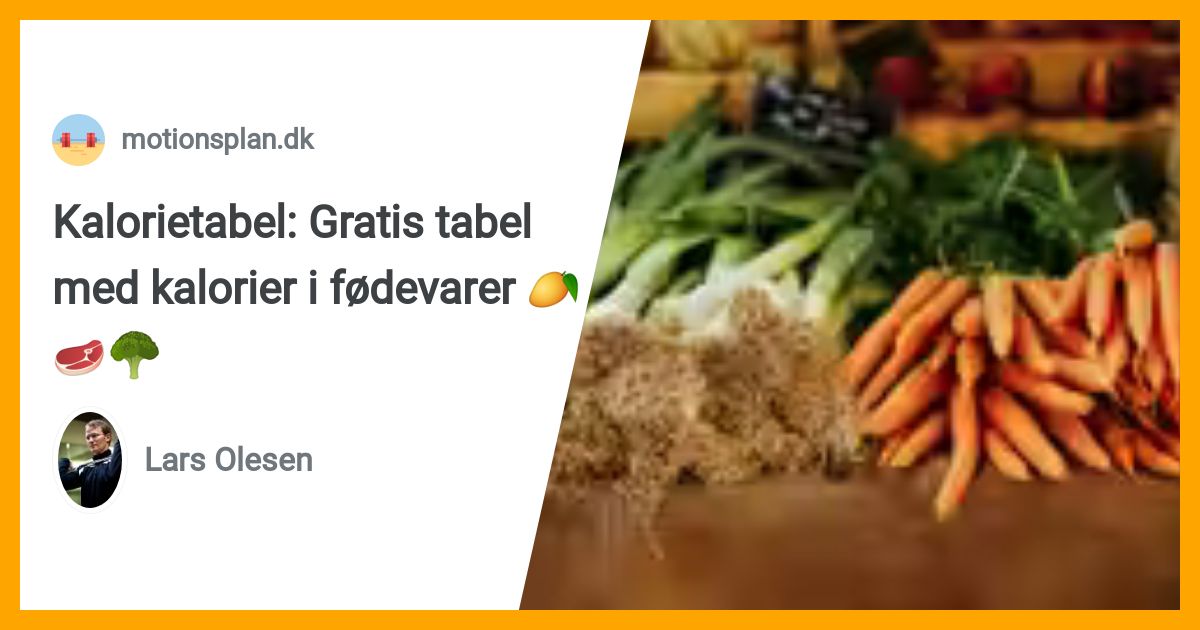 motionsplan.dk
Kalorietabel: Gratis tabel
med kalorier i fødevarer 🥭
🥩🥦
Lars Olesen